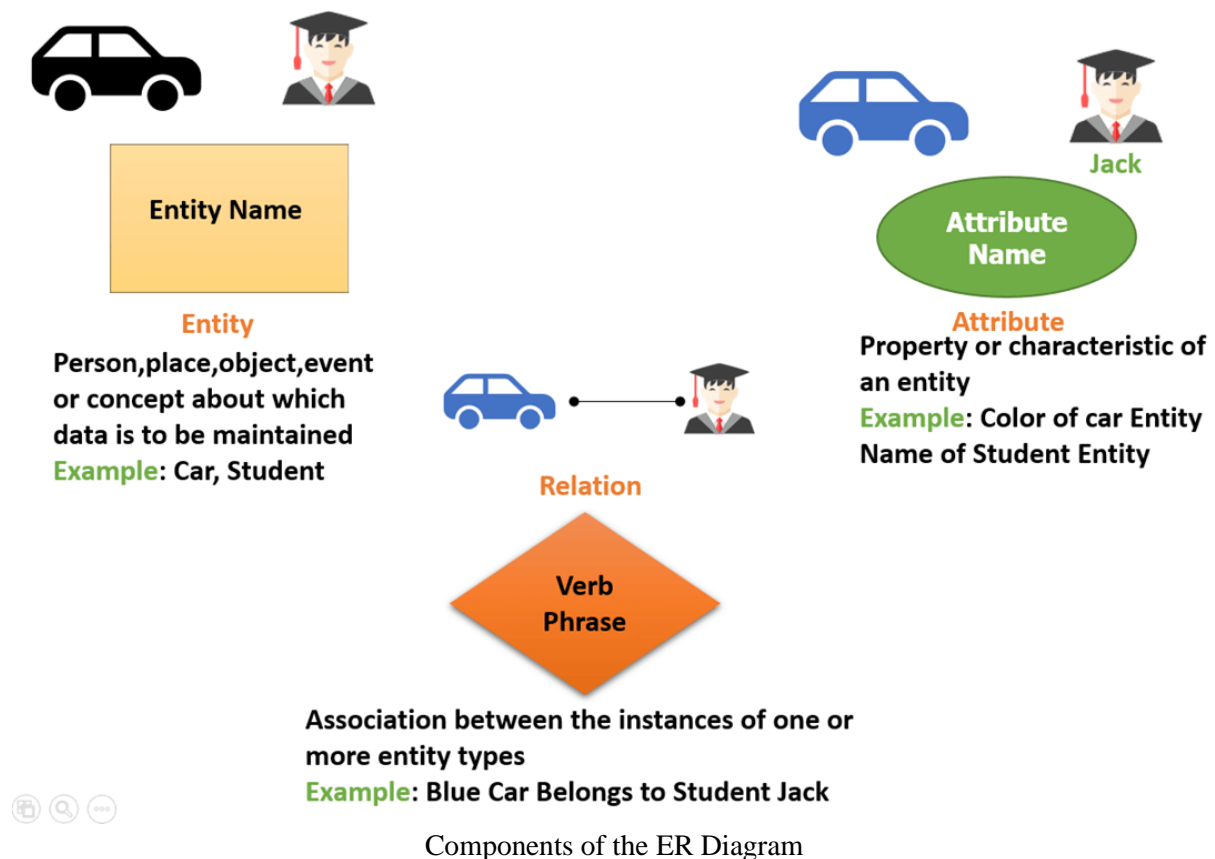 Entity Name
Entity
Person,place,object,event
or concept about which
data is to be maintained
Example: Car, Student
Relation
Verb
Phrase
Association between the instances of one or
more entity types
Example: Blue Car Belongs to Student Jack
Jack
Attribute
Name
Attribute
Property or characteristic of
an entity
Example: Color of car Entity
Name of Student Entity
Components of the ER Diagram